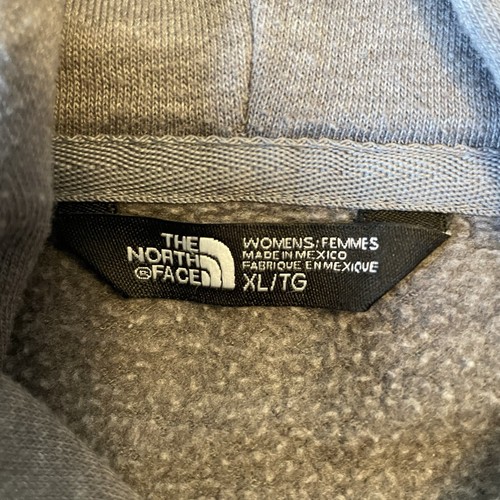 THE
NORTH
®FACE
WOMENS/FEMMES
MADE IN MEXICO
FABRIQUE EN MEXIQUE
XL/TG